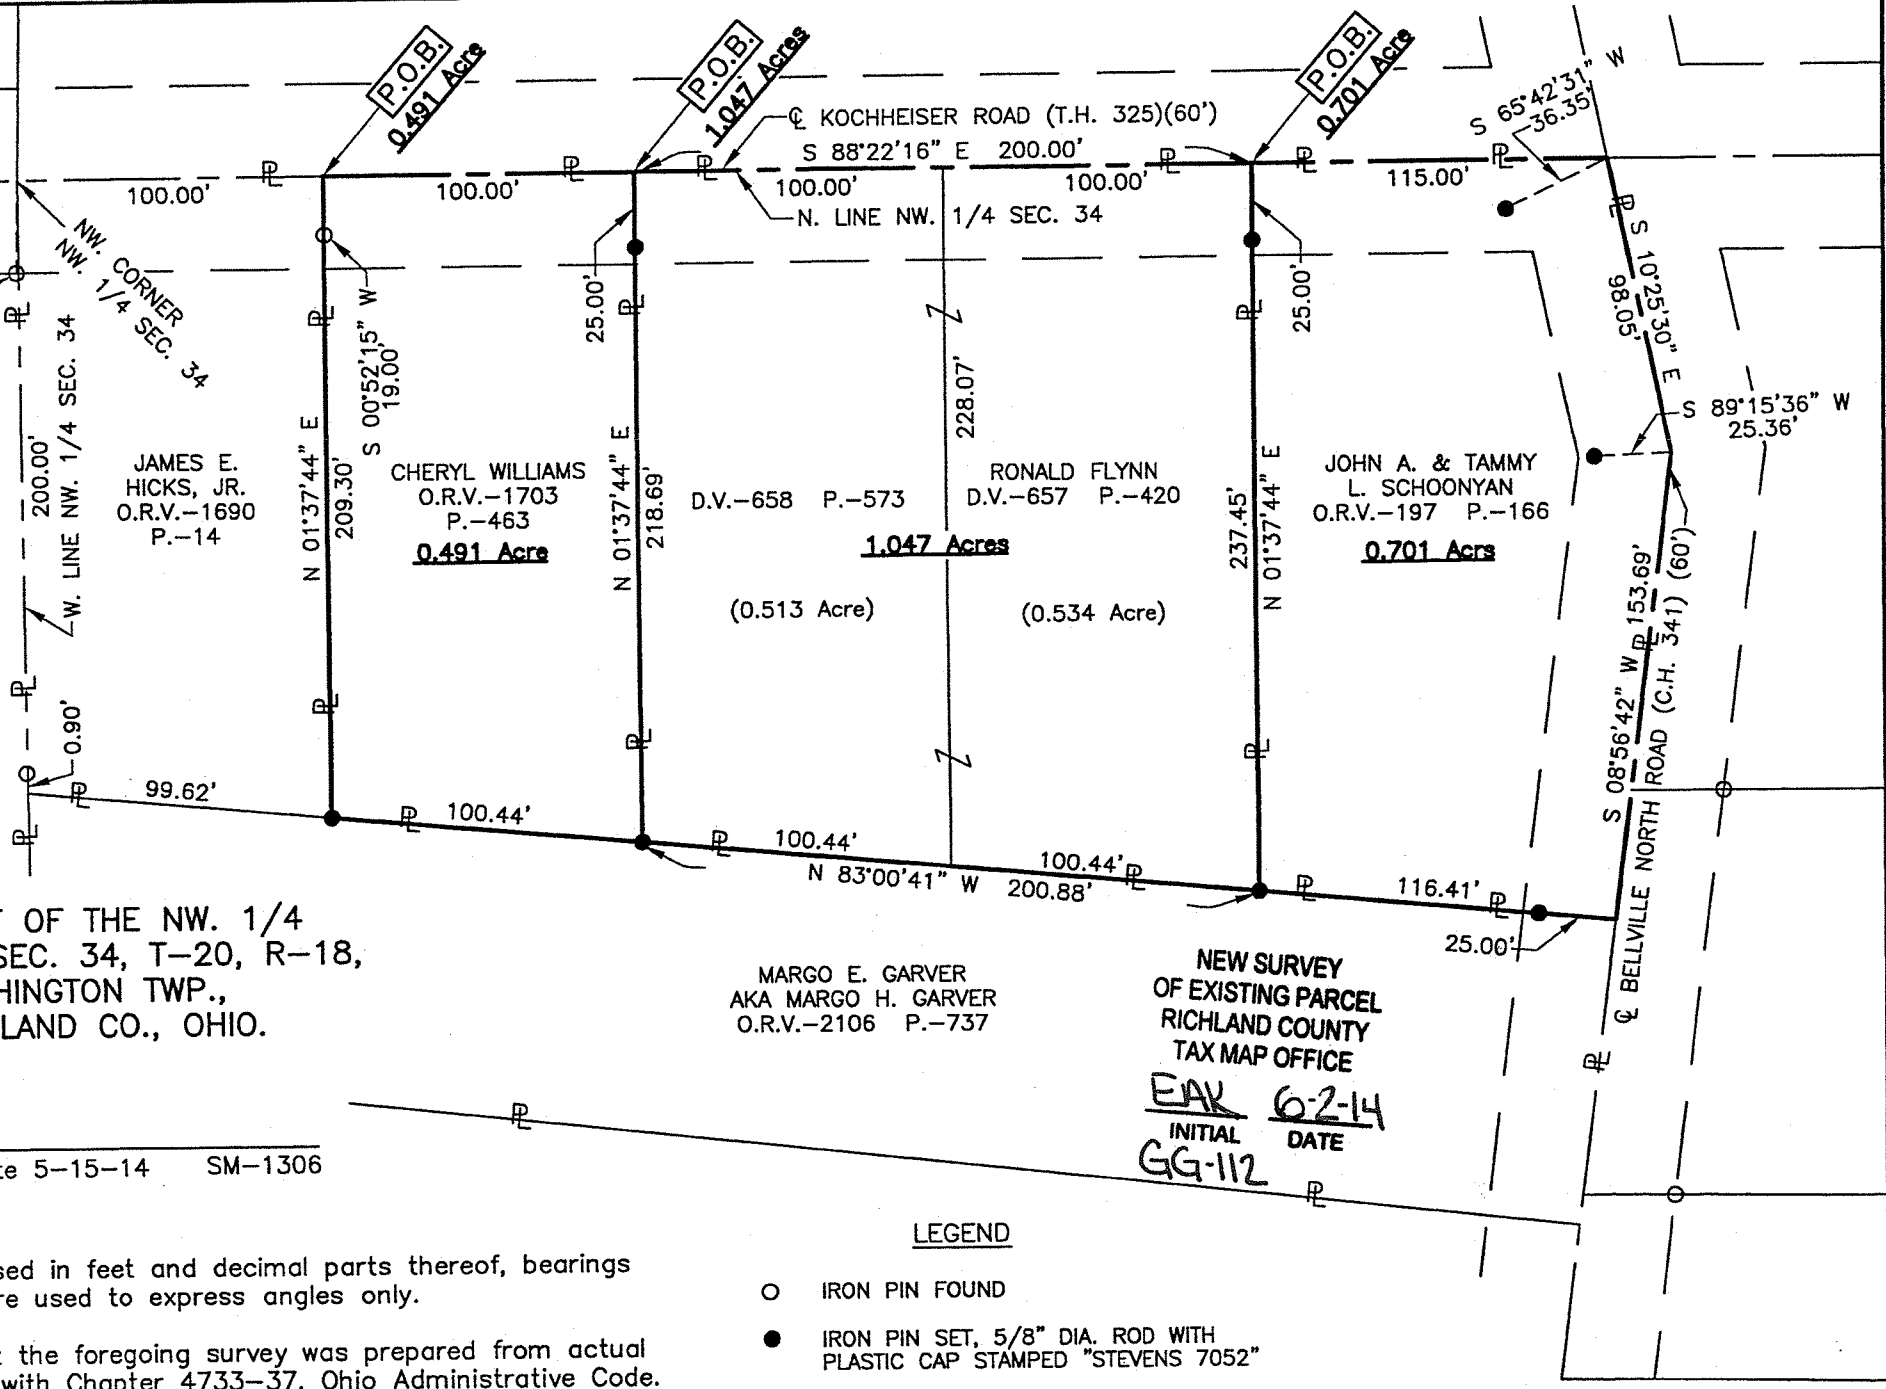 P.O.B.
0.491 Acre
P.O.B.
1.047 Acres
P.O.B.
0.701 Acre
S 65°42'31" W
36.35'
℄ KOCHHEISER ROAD (T.H. 325)(60')
S 88°22'16" E 200.00'
100.00'
100.00'
100.00'
100.00'
115.00'
N. LINE NW. 1/4 SEC. 34
NW. CORNER
NW. 1/4 SEC. 34
25.00'
25.00'
S 10°25'30" E
98.05'
S 00°52'15" W
19.00'
200.00'
W. LINE NW. 1/4 SEC. 34
N 01°37'44" E
209.30'
N 01°37'44" E
218.69'
228.07'
237.45'
N 01°37'44" E
S 89°15'36" W
25.36'
JAMES E.
HICKS, JR.
O.R.V.-1690
P.-14
CHERYL WILLIAMS
O.R.V.-1703
P.-463
0.491 Acre
D.V.-658 P.-573
RONALD FLYNN
D.V.-657 P.-420
1.047 Acres
(0.513 Acre)
(0.534 Acre)
JOHN A. & TAMMY
L. SCHOONYAN
O.R.V.-197 P.-166
0.701 Acrs
S 08°56'42" W 153.69'
℄ BELLVILLE NORTH ROAD (C.H. 341) (60')
0.90'
99.62'
100.44'
100.44'
100.44'
N 83°00'41" W 200.88'
116.41'
25.00'
OF THE NW. 1/4
SEC. 34, T-20, R-18,
HINGTON TWP.,
LAND CO., OHIO.
MARGO E. GARVER
AKA MARGO H. GARVER
O.R.V.-2106 P.-737
NEW SURVEY
OF EXISTING PARCEL
RICHLAND COUNTY
TAX MAP OFFICE
EAK 6-2-14
INITIAL DATE
GG-112
te 5-15-14 SM-1306
sed in feet and decimal parts thereof, bearings
re used to express angles only.
t the foregoing survey was prepared from actual
with Chapter 4733-37, Ohio Administrative Code.
LEGEND
IRON PIN FOUND
IRON PIN SET, 5/8" DIA. ROD WITH
PLASTIC CAP STAMPED "STEVENS 7052"